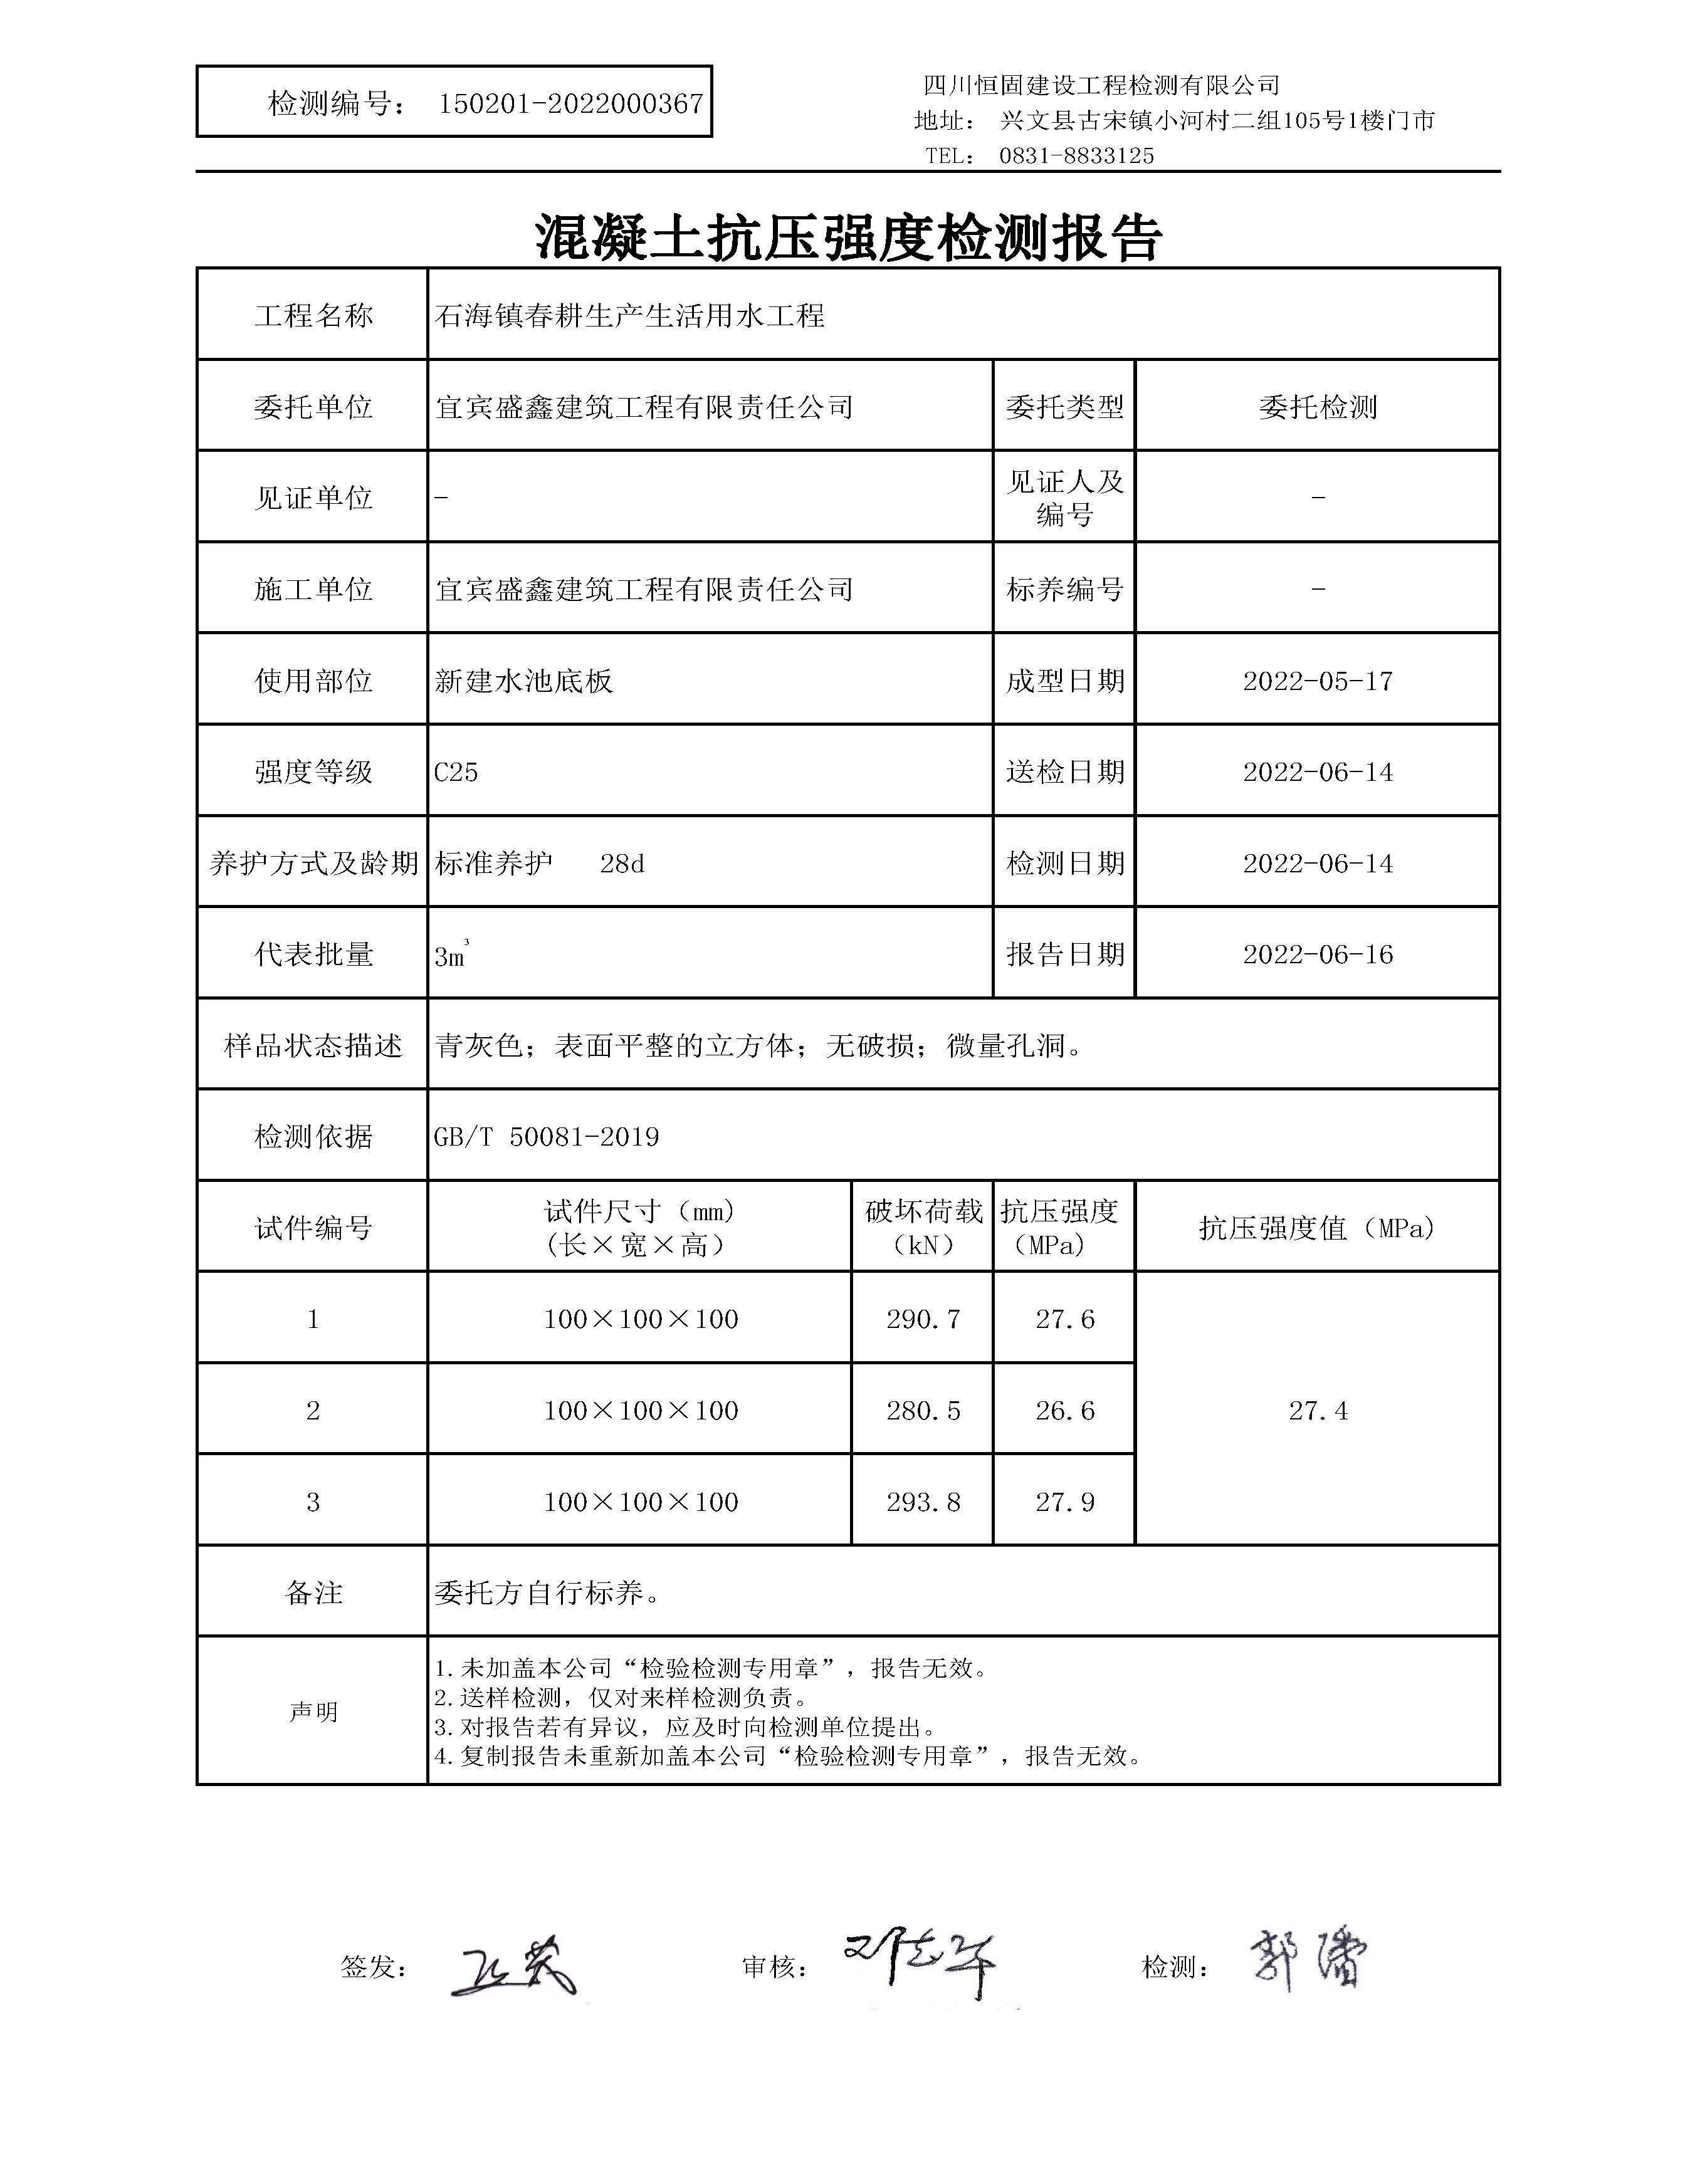 检测编号： 150201-2022000367
四川恒固建设工程检测有限公司
地址： 兴文县古宋镇小河村二组105号1楼门市
TEL： 0831-8833125
混凝土抗压强度检测报告
工程名称 石海镇春耕生产生活用水工程
委托单位 宜宾盛鑫建筑工程有限责任公司 委托类型 委托检测
见证单位 - 见证人及编号 -
施工单位 宜宾盛鑫建筑工程有限责任公司 标养编号 -
使用部位 新建水池底板 成型日期 2022-05-17
强度等级 C25 送检日期 2022-06-14
养护方式及龄期 标准养护 28d 检测日期 2022-06-14
代表批量 3m³ 报告日期 2022-06-16
样品状态描述 青灰色；表面平整的立方体；无破损；微量孔洞。
检测依据 GB/T 50081-2019
试件编号 试件尺寸（mm）(长×宽×高） 破坏荷载（kN） 抗压强度（MPa） 抗压强度值（MPa）
1 100×100×100 290.7 27.6
2 100×100×100 280.5 26.6 27.4
3 100×100×100 293.8 27.9
备注 委托方自行标养。
声明
1.未加盖本公司“检验检测专用章”，报告无效。
2.送样检测，仅对来样检测负责。
3.对报告若有异议，应及时向检测单位提出。
4.复制报告未重新加盖本公司“检验检测专用章”，报告无效。
签发： 审核： 检测：